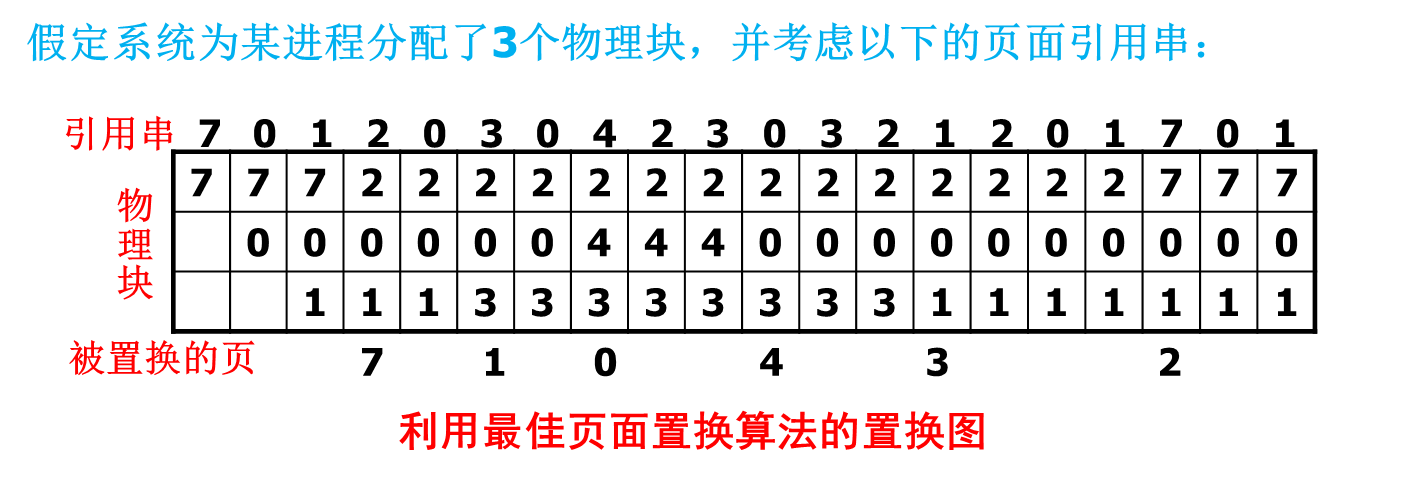 假定系统为某进程分配了3个物理块，并考虑以下的页面引用串：
引用串 7 0 1 2 0 3 0 4 2 3 0 3 2 1 2 0 1 7 0 1
物理块
7 7 7 2 2 2 2 2 2 2 2 2 2 2 2 2 2 7 7 7
0 0 0 0 0 0 4 4 4 0 0 0 0 0 0 0 0 0 0
1 1 1 3 3 3 3 3 3 3 3 1 1 1 1 1 1 1
被置换的页 7 1 0 4 3 2
利用最佳页面置换算法的置换图